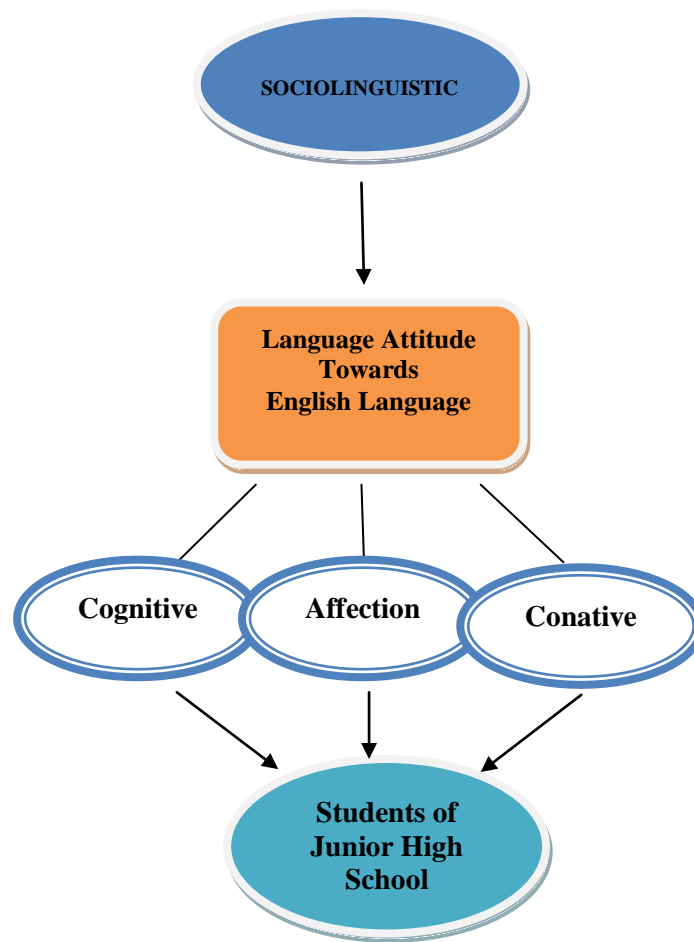 SOCIOLINGUISTIC
Language Attitude
Towards
English Language
Cognitive
Affection
Conative
Students of
Junior High
School